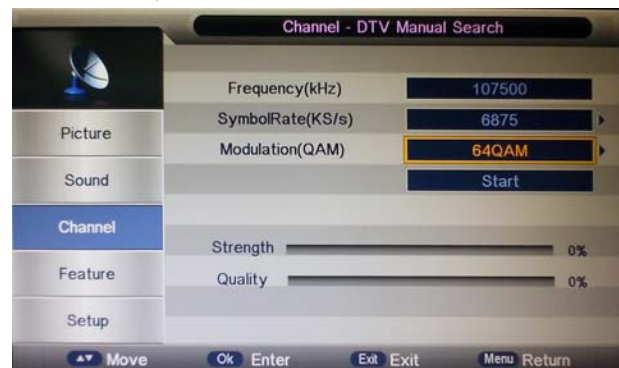 Channel - DTV Manual Search
Frequency(kHz) 107500
SymbolRate(KS/s) 6875
Modulation(QAM) 64QAM
Start
Strength 0%
Quality 0%
Picture
Sound
Channel
Feature
Setup
Move Ok Enter Exit Exit Menu Return